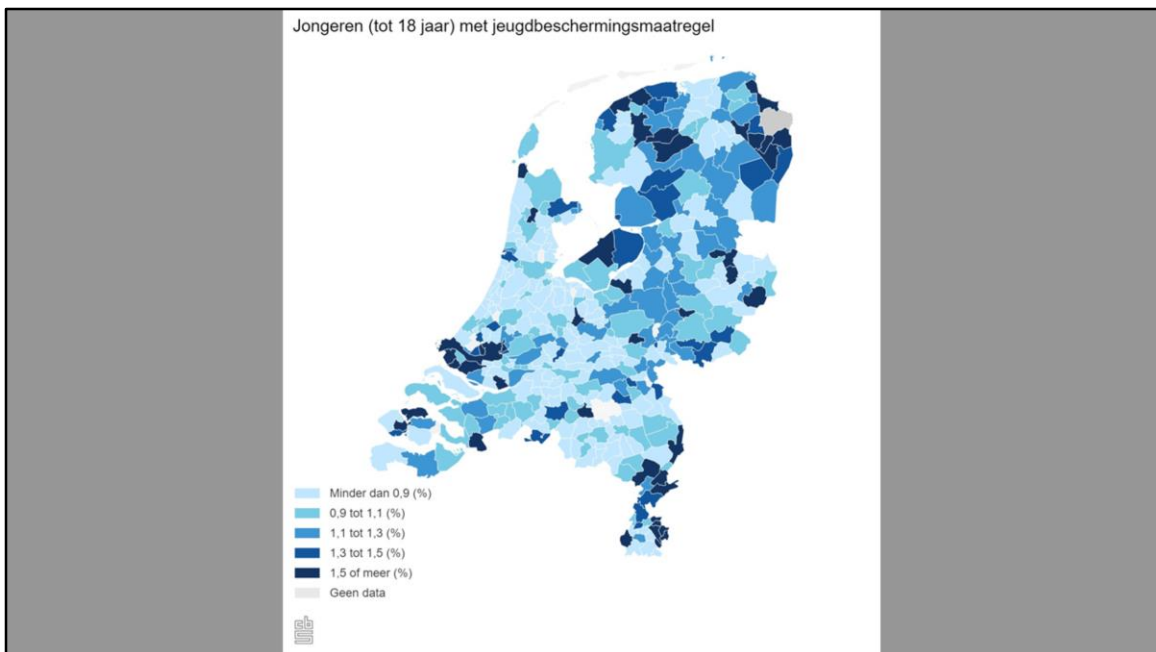 Jongeren (tot 18 jaar) met jeugdbeschermingsmaatregel
Minder dan 0,9 (%)
0,9 tot 1,1 (%)
1,1 tot 1,3 (%)
1,3 tot 1,5 (%)
1,5 of meer (%)
Geen data